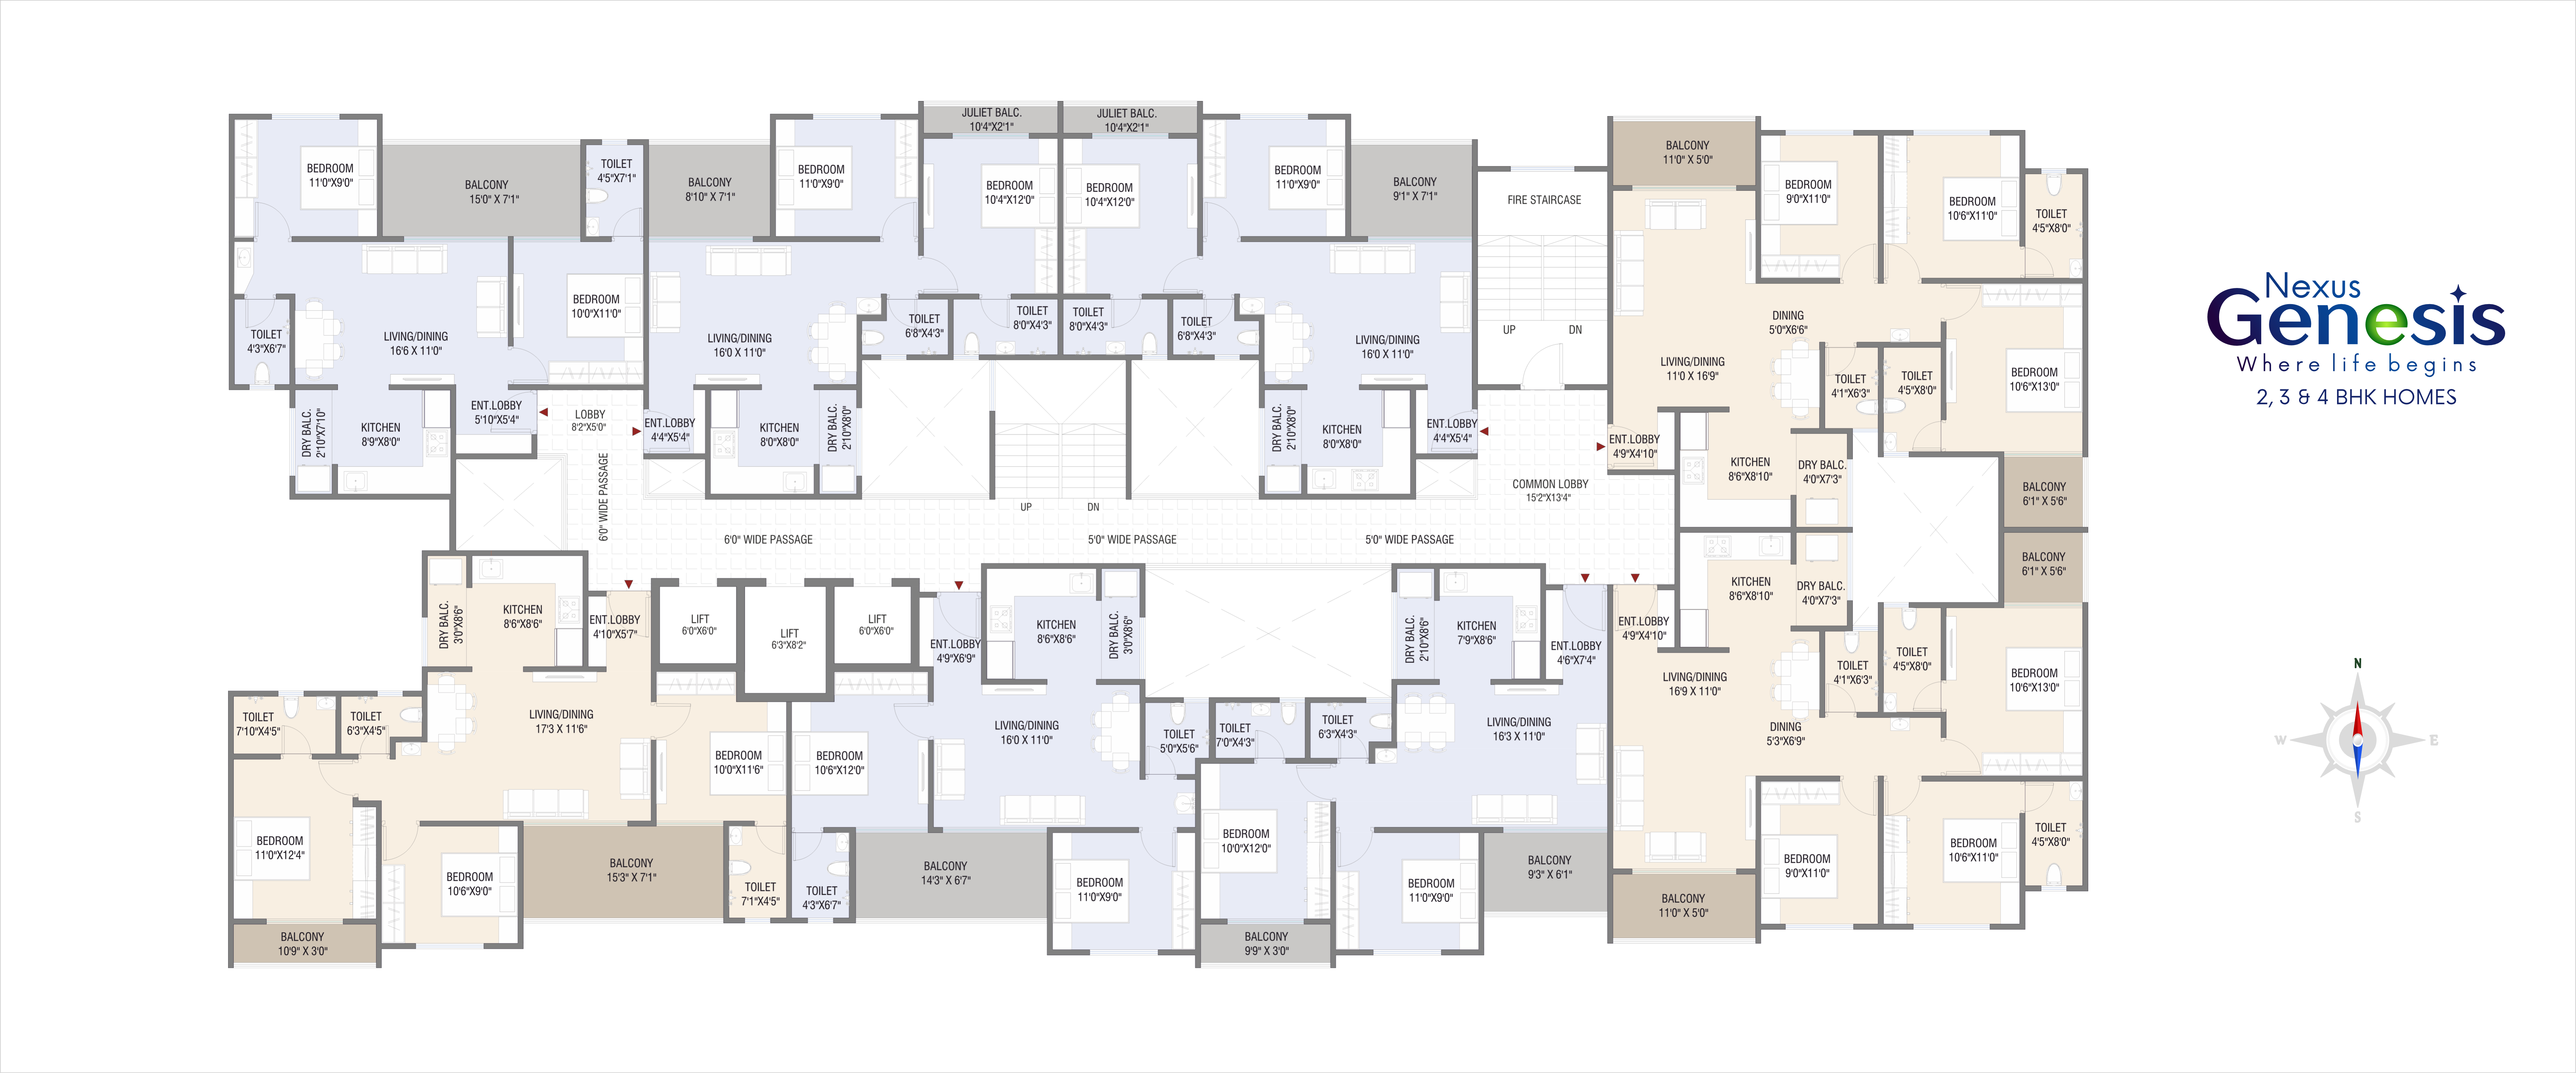 JULIET BALC.
10'4"X2'1"
JULIET BALC.
10'4"X2'1"
BEDROOM
11'0"X9'0"
BALCONY
15'0" X 7'1"
TOILET
4'5"X7'1"
BALCONY
8'10" X 7'1"
BEDROOM
11'0"X9'0"
BEDROOM
10'4"X12'0"
BEDROOM
10'4"X12'0"
BEDROOM
11'0"X9'0"
BALCONY
9'1" X 7'1"
FIRE STAIRCASE
UP
DN
BALCONY
11'0" X 5'0"
BEDROOM
9'0"X11'0"
BEDROOM
10'6"X11'0"
TOILET
4'5"X8'0"
TOILET
4'3"X6'7"
LIVING/DINING
16'6 X 11'0"
BEDROOM
10'0"X11'0"
LIVING/DINING
16'0 X 11'0"
TOILET
6'8"X4'3"
TOILET
8'0"X4'3"
TOILET
8'0"X4'3"
TOILET
6'8"X4'3"
LIVING/DINING
16'0 X 11'0"
LIVING/DINING
11'0 X 16'9"
DINING
5'0"X6'6"
TOILET
4'1"X6'3"
TOILET
4'5"X8'0"
BEDROOM
10'6"X13'0"
DRY BALC.
2'10"X7'10"
KITCHEN
8'9"X8'0"
ENT.LOBBY
5'10"X5'4"
LOBBY
8'2"X5'0"
ENT.LOBBY
4'4"X5'4"
KITCHEN
8'0"X8'0"
DRY BALC.
2'10"X8'0"
DRY BALC.
2'10"X8'0"
KITCHEN
8'0"X8'0"
ENT.LOBBY
4'4"X5'4"
ENT.LOBBY
4'9"X4'10"
KITCHEN
8'6"X8'10"
DRY BALC.
4'0"X7'3"
BALCONY
6'1" X 5'6"
COMMON LOBBY
15'2"X13'4"
UP
DN
6'0" WIDE PASSAGE
6'0" WIDE PASSAGE
5'0" WIDE PASSAGE
5'0" WIDE PASSAGE
BALCONY
6'1" X 5'6"
KITCHEN
8'6"X8'10"
DRY BALC.
4'0"X7'3"
DRY BALC.
3'0"X8'6"
KITCHEN
8'6"X8'6"
ENT.LOBBY
4'10"X5'7"
LIFT
6'0"X6'0"
LIFT
6'3"X8'2"
LIFT
6'0"X6'0"
ENT.LOBBY
4'9"X6'9"
KITCHEN
8'6"X8'6"
DRY BALC.
3'0"X8'6"
DRY BALC.
2'10"X8'6"
KITCHEN
7'9"X8'6"
ENT.LOBBY
4'6"X7'4"
ENT.LOBBY
4'9"X4'10"
LIVING/DINING
16'9 X 11'0"
DINING
5'3"X6'9"
TOILET
4'1"X6'3"
TOILET
4'5"X8'0"
BEDROOM
10'6"X13'0"
TOILET
7'10"X4'5"
TOILET
6'3"X4'5"
LIVING/DINING
17'3 X 11'6"
BEDROOM
10'0"X11'6"
BEDROOM
10'6"X12'0"
LIVING/DINING
16'0 X 11'0"
TOILET
5'0"X5'6"
TOILET
7'0"X4'3"
TOILET
6'3"X4'3"
LIVING/DINING
16'3 X 11'0"
BEDROOM
11'0"X12'4"
BEDROOM
10'6"X9'0"
BALCONY
15'3" X 7'1"
TOILET
7'1"X4'5"
TOILET
4'3"X6'7"
BALCONY
14'3" X 6'7"
BEDROOM
11'0"X9'0"
BEDROOM
10'0"X12'0"
BEDROOM
11'0"X9'0"
BALCONY
9'3" X 6'1"
BALCONY
11'0" X 5'0"
BEDROOM
9'0"X11'0"
BEDROOM
10'6"X11'0"
TOILET
4'5"X8'0"
BALCONY
10'9" X 3'0"
BALCONY
9'9" X 3'0"
Nexus
Genesis
Where life begins
2, 3 & 4 BHK HOMES
N
W
E
S